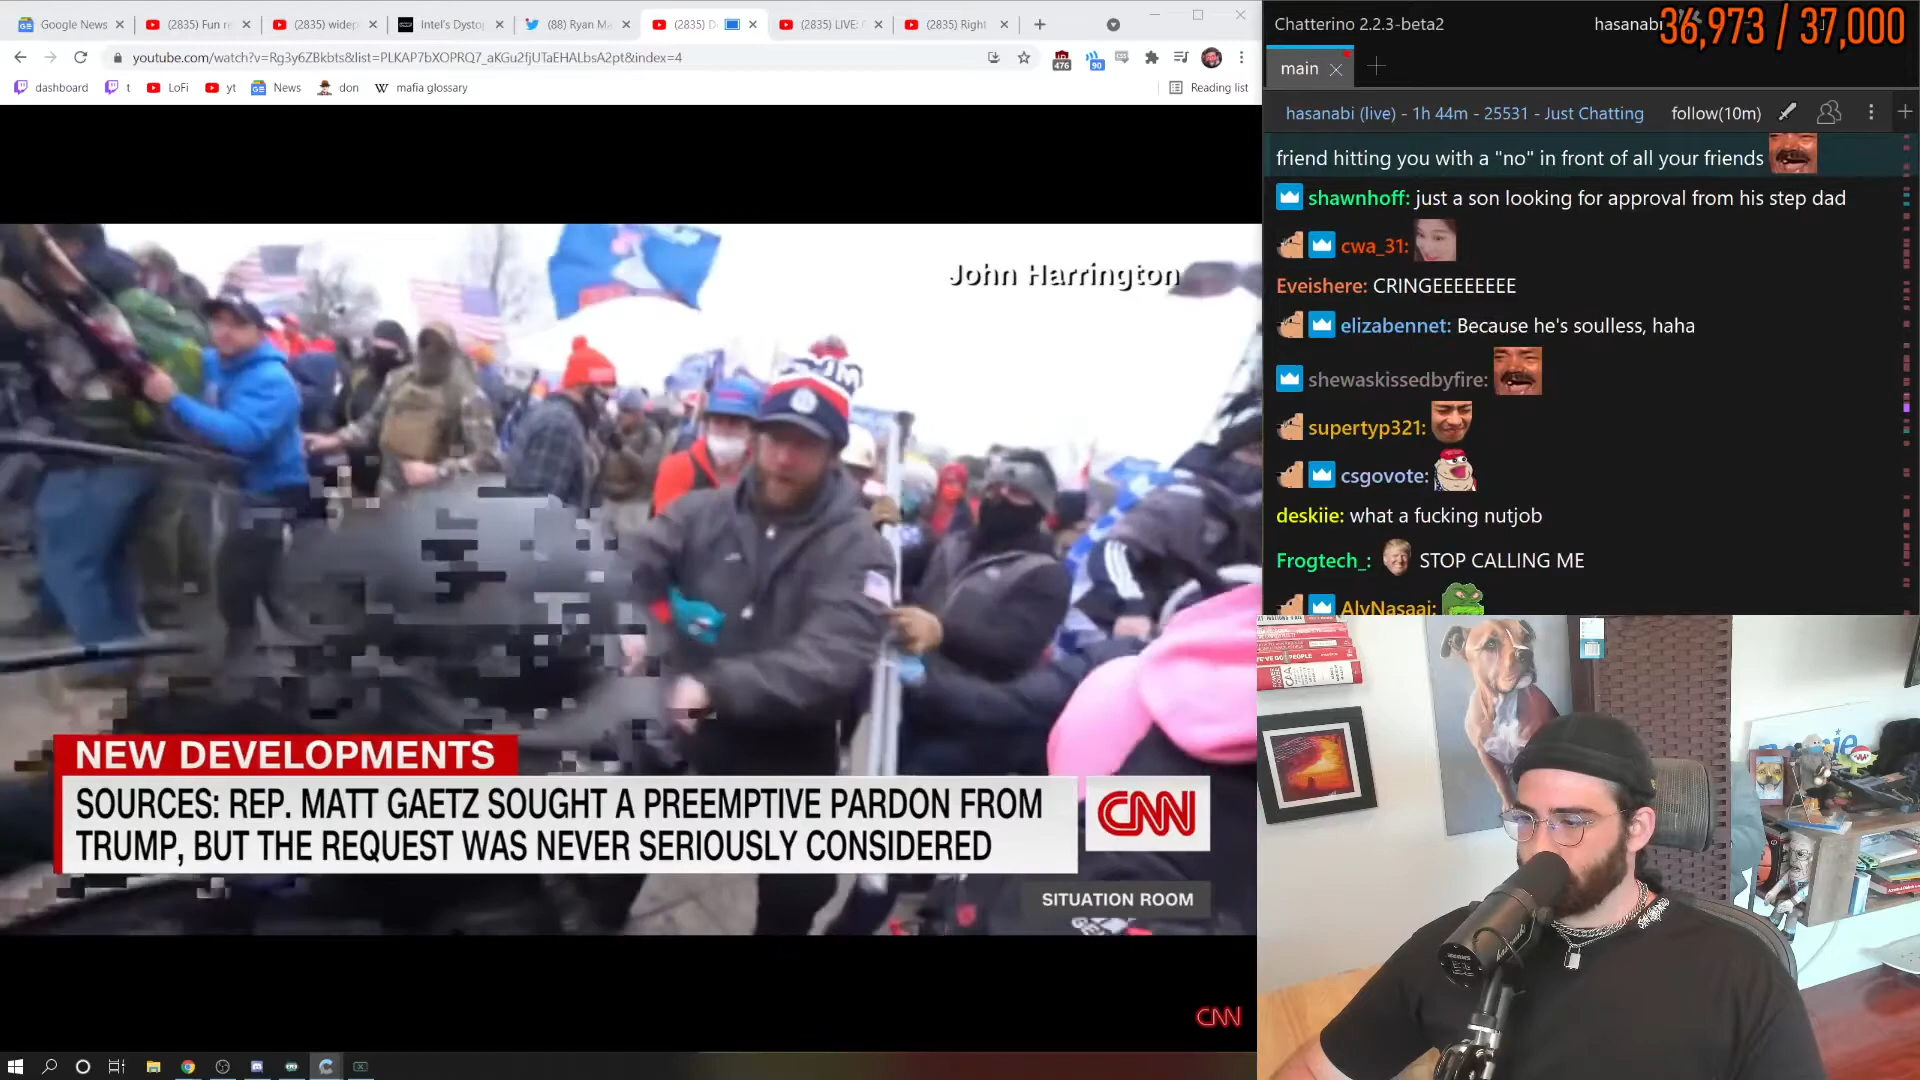 Google News
(2835) Fun r
(2835) widep
Intel's Dysto
(88) Ryan M
(2835) D
(2835) LIVE:
(2835) Right
youtube.com/watch?v=Rg3y6ZBkbts&list=PLKAP7bXOPRQ7_aKGu2fjUTaEHALbsA2pt&index=4
476
90
dashboard
t
LoFi
yt
News
don
W mafia glossary
Reading list
John Harrington
NEW DEVELOPMENTS
SOURCES: REP. MATT GAETZ SOUGHT A PREEMPTIVE PARDON FROM
TRUMP, BUT THE REQUEST WAS NEVER SERIOUSLY CONSIDERED
CNN
SITUATION ROOM
CNN
Chatterino 2.2.3-beta2
hasanabi
36,973 / 37,000
main
hasanabi (live) - 1h 44m - 25531 - Just Chatting
follow(10m)
friend hitting you with a "no" in front of all your friends
shawnhoff: just a son looking for approval from his step dad
cwa_31:
Eveishere: CRINGEEEEEEEE
elizabennet: Because he's soulless, haha
shewaskissedbyfire:
supertyp321:
csgovote:
deskiie: what a fucking nutjob
Frogtech_: STOP CALLING ME
AlyNasaai:
PEOPLE